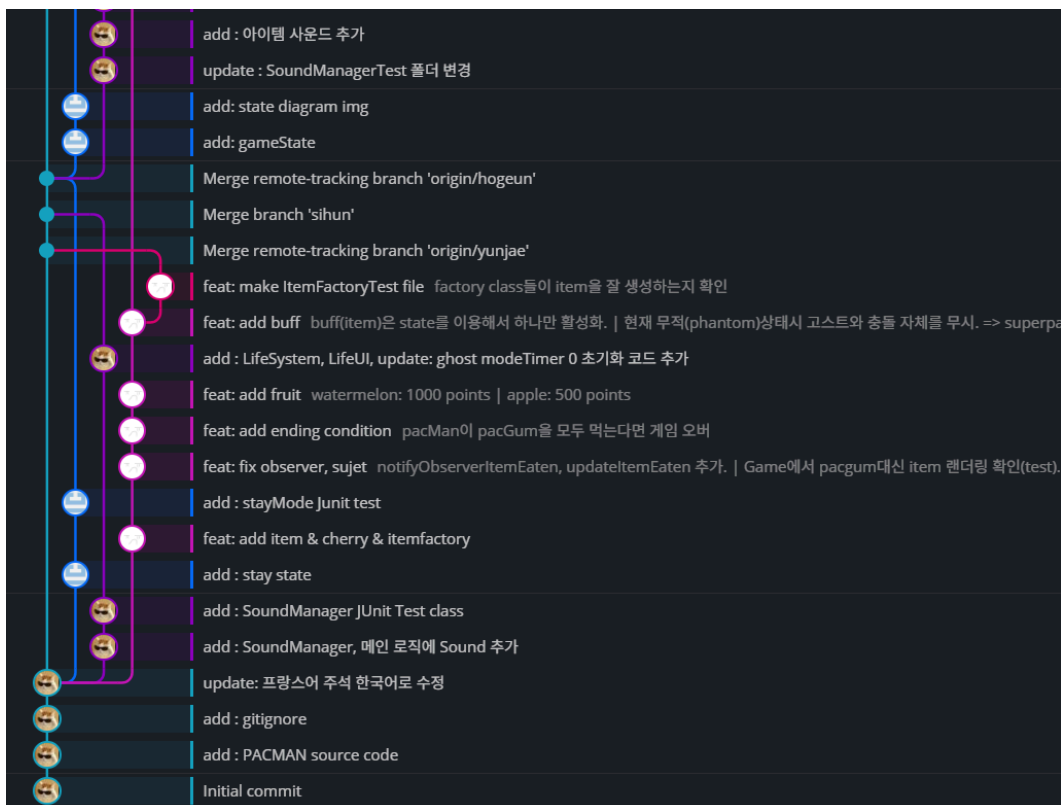 add : 아이템 사운드 추가
update : SoundManagerTest 폴더 변경
add: state diagram img
add: gameState
Merge remote-tracking branch 'origin/hogeun'
Merge branch 'sihun'
Merge remote-tracking branch 'origin/yunjae'
feat: make ItemFactoryTest file factory class들이 item을 잘 생성하는지 확인
feat: add buff buff(item)은 state를 이용해서 하나만 활성화. | 현재 무적(phantom)상태시 고스트와 충돌 자체를 무시. => superpa
add : LifeSystem, LifeUI, update: ghost modeTimer 0 초기화 코드 추가
feat: add fruit watermelon: 1000 points | apple: 500 points
feat: add ending condition pacMan이 pacGum을 모두 먹는다면 게임 오버
feat: fix observer, sujet notifyObserverItemEaten, updateItemEaten 추가. | Game에서 pacgum대신 item 랜더링 확인(test).
add : stayMode Junit test
feat: add item & cherry & itemfactory
add : stay state
add : SoundManager JUnit Test class
add : SoundManager, 메인 로직에 Sound 추가
update: 프랑스어 주석 한국어로 수정
add : gitignore
add : PACMAN source code
Initial commit